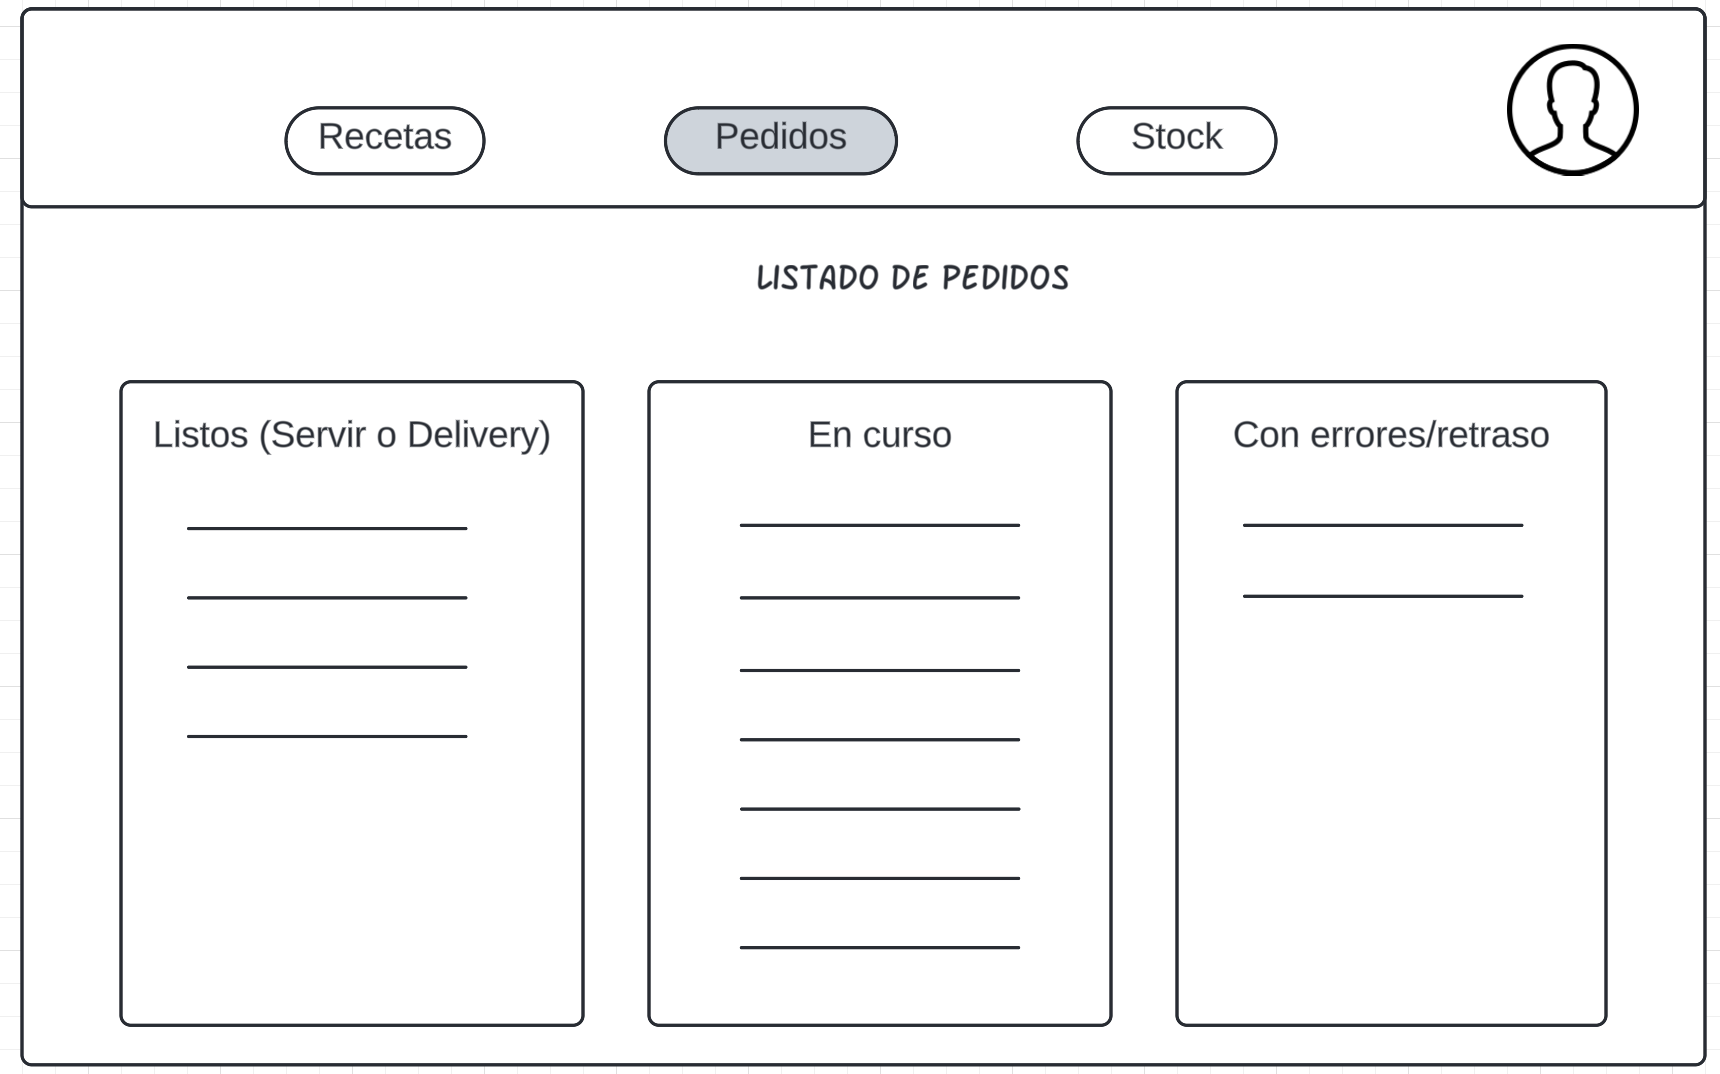 Recetas
Pedidos
Stock
LISTADO DE PEDIDOS
Listos (Servir o Delivery)
En curso
Con errores/retraso